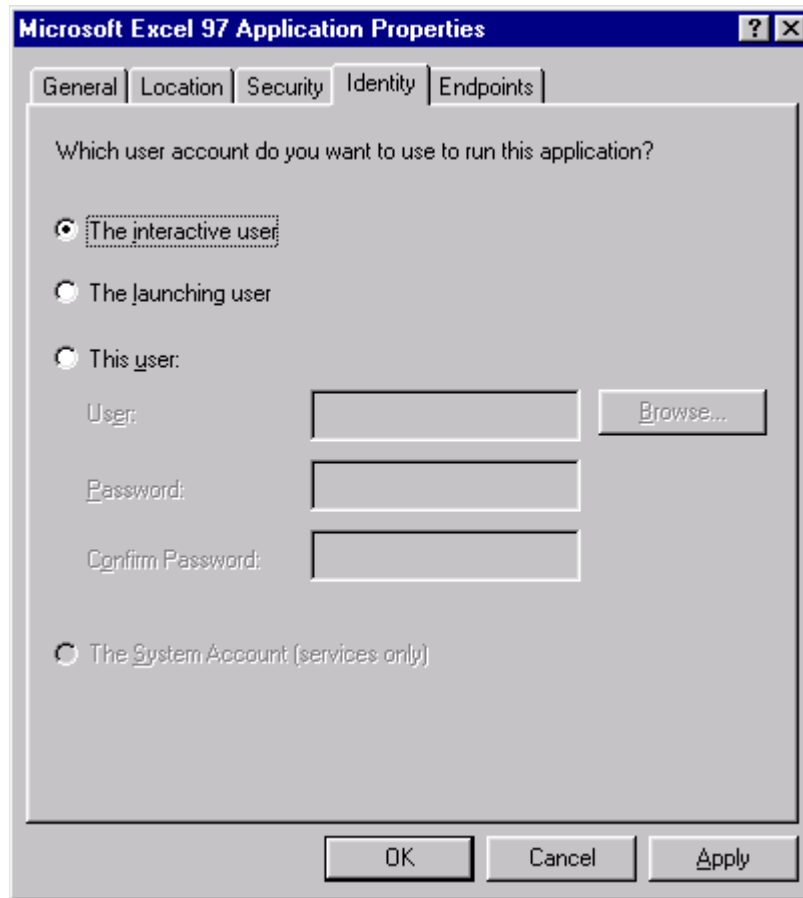 Microsoft Excel 97 Application Properties
General Location Security Identity Endpoints
Which user account do you want to use to run this application?
The interactive user
The launching user
This user:
User: Browse...
Password:
Confirm Password:
The System Account (services only)
OK Cancel Apply